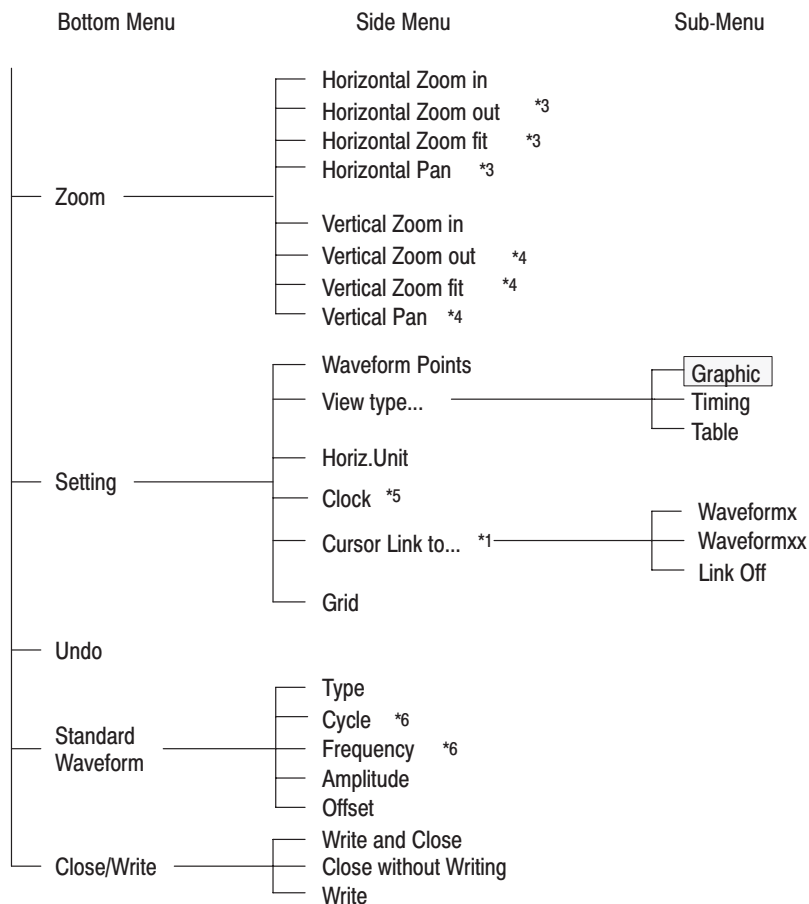 Bottom Menu Side Menu Sub-Menu
Horizontal Zoom in
Horizontal Zoom out *3
Horizontal Zoom fit *3
Horizontal Pan *3
Zoom
Vertical Zoom in
Vertical Zoom out *4
Vertical Zoom fit *4
Vertical Pan *4
Waveform Points
Graphic
View type...
Timing
Table
Horiz.Unit
Setting
Clock *5
Waveformx
Cursor Link to... *1
Waveformxx
Link Off
Grid
Undo
Type
Cycle *6
Standard
Waveform
Frequency *6
Amplitude
Offset
Write and Close
Close/Write
Close without Writing
Write